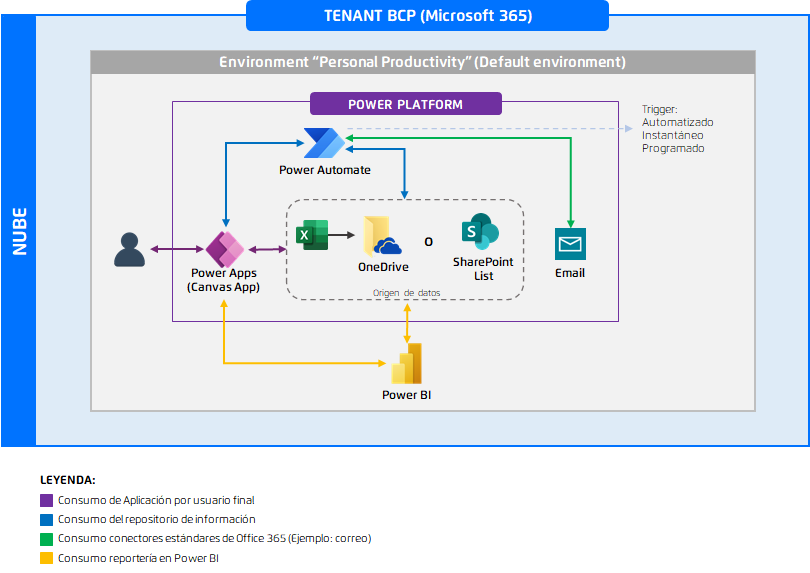 TENANT BCP (Microsoft 365)
Environment "Personal Productivity" (Default environment)
POWER PLATFORM
Trigger:
Automatizado
Instantáneo
Programado
Power Automate
NUBE
X
S
O
OneDrive
SharePoint
List
Email
Power Apps
(Canvas App)
Origen de datos
Power BI
LEYENDA:
Consumo de Aplicación por usuario final
Consumo del repositorio de información
Consumo conectores estándares de Office 365 (Ejemplo: correo)
Consumo reportería en Power BI